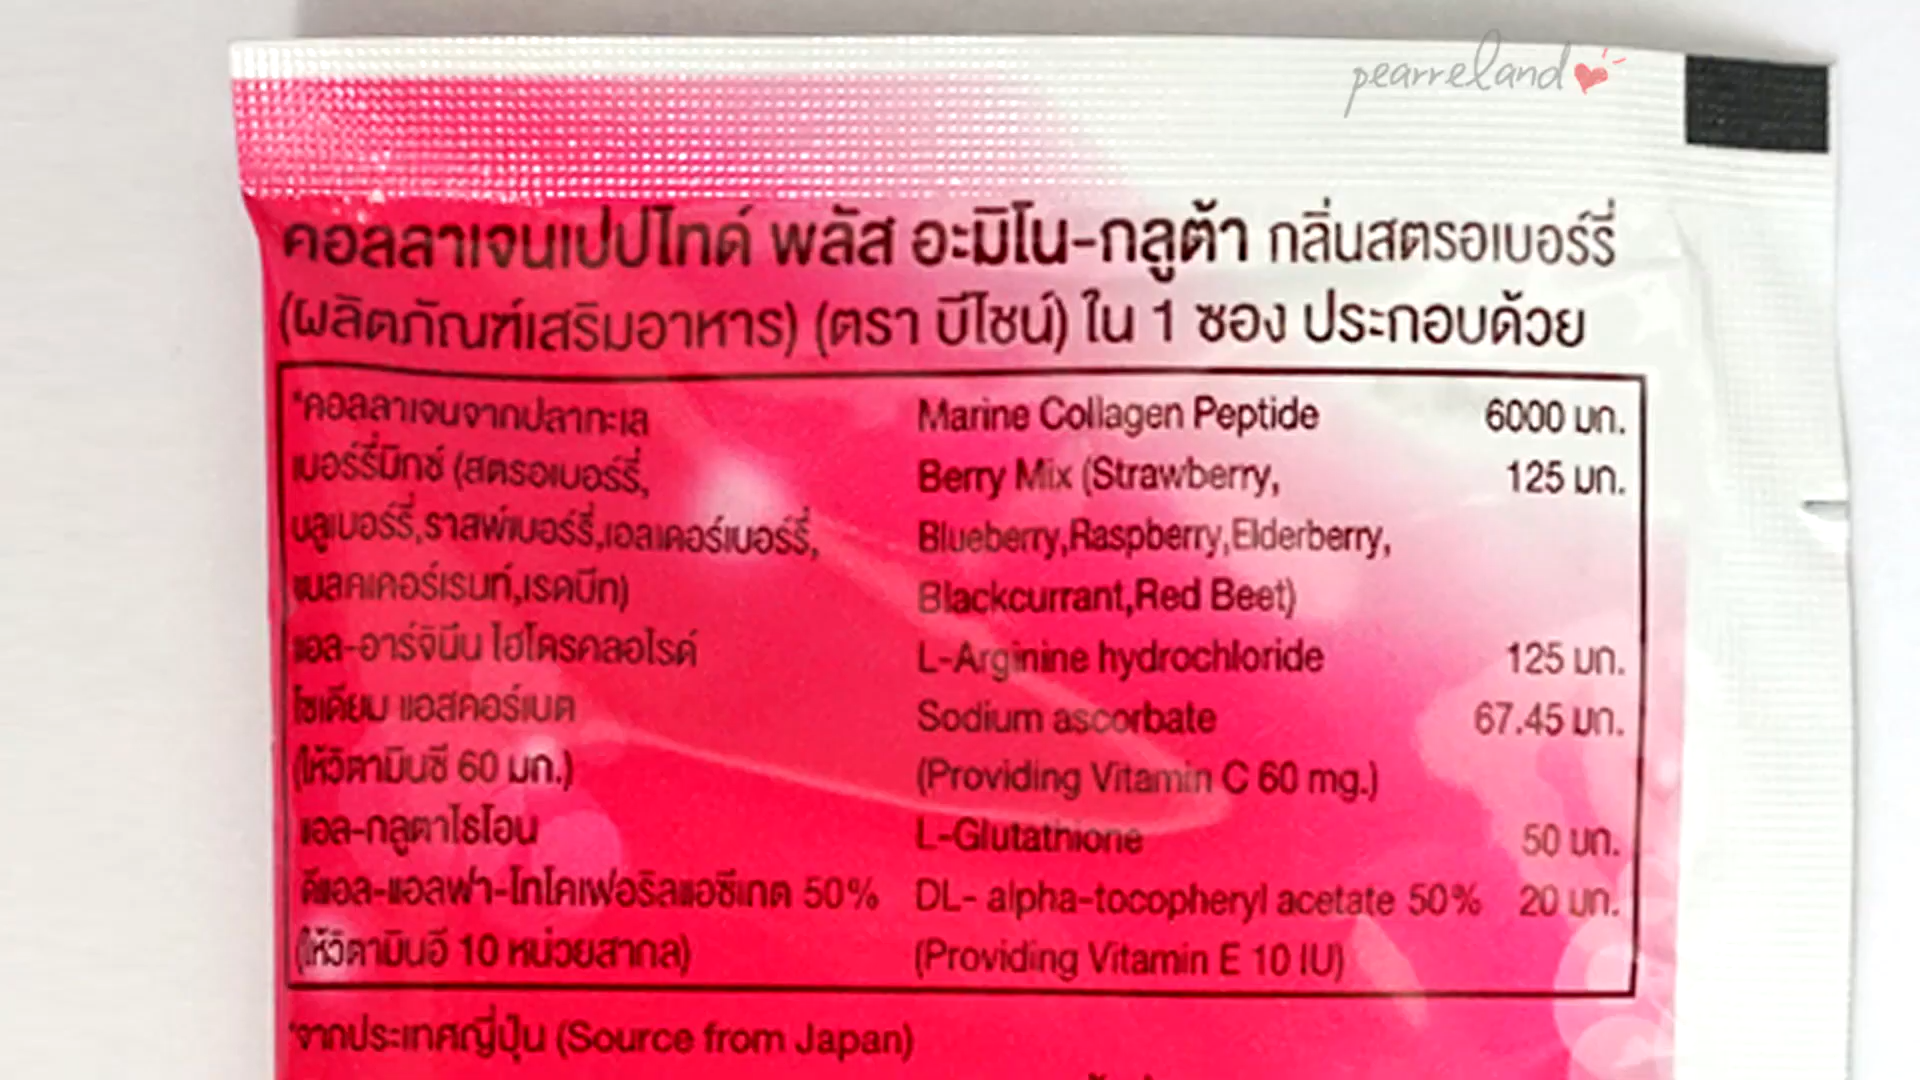 pearreland
คอลลาเจนเปปไทด์ พลัส อะมิโน-กลูต้า กลิ่นสตรอเบอร์รี่
(ผลิตภัณฑ์เสริมอาหาร) (ตรา บีไชน์) ใน 1 ซอง ประกอบด้วย
*คอลลาเจนจากปลาทะเล Marine Collagen Peptide 6000 มก.
เบอร์รี่มิกซ์ (สตรอเบอร์รี่, Berry Mix (Strawberry, 125 มก.
บลูเบอร์รี่,ราสพ์เบอร์รี่,เอลเดอร์เบอร์รี่, Blueberry,Raspberry,Elderberry,
แบลคเคอร์เรนท์,เรดบีท) Blackcurrant,Red Beet)
แอล-อาร์จินีน ไฮโดรคลอไรด์ L-Arginine hydrochloride 125 มก.
โซเดียม แอสคอร์เบต Sodium ascorbate 67.45 มก.
(ให้วิตามินซี 60 มก.) (Providing Vitamin C 60 mg.)
แอล-กลูตาไธโอน L-Glutathione 50 มก.
ดีแอล-แอลฟา-โทโคเฟอริลแอซีเทต 50% DL- alpha-tocopheryl acetate 50% 20 มก.
(ให้วิตามินอี 10 หน่วยสากล) (Providing Vitamin E 10 IU)
*จากประเทศญี่ปุ่น (Source from Japan)